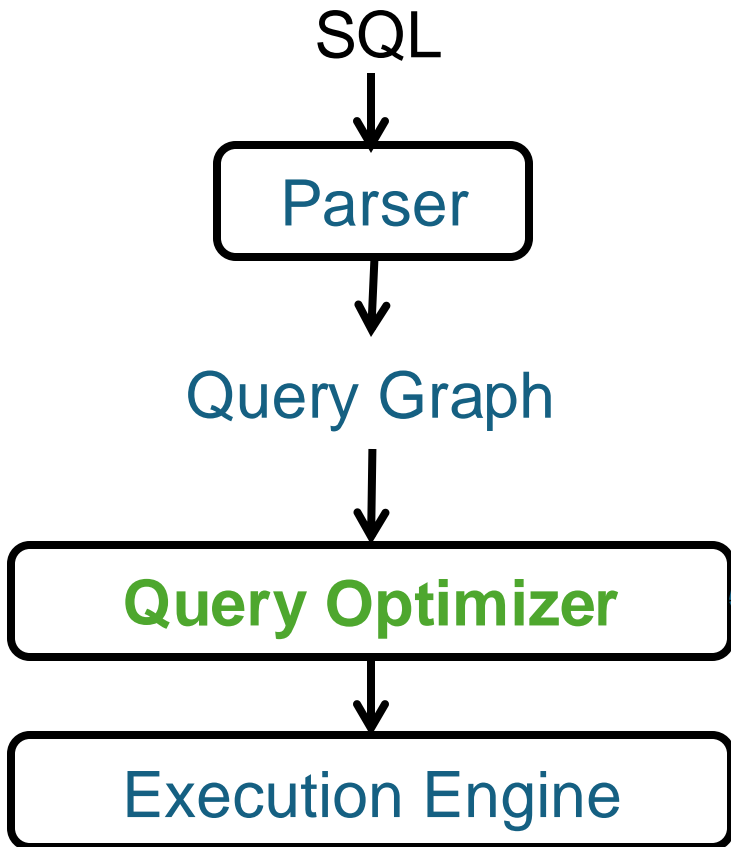 SQL
Parser
Query Graph
Query Optimizer
Execution Engine